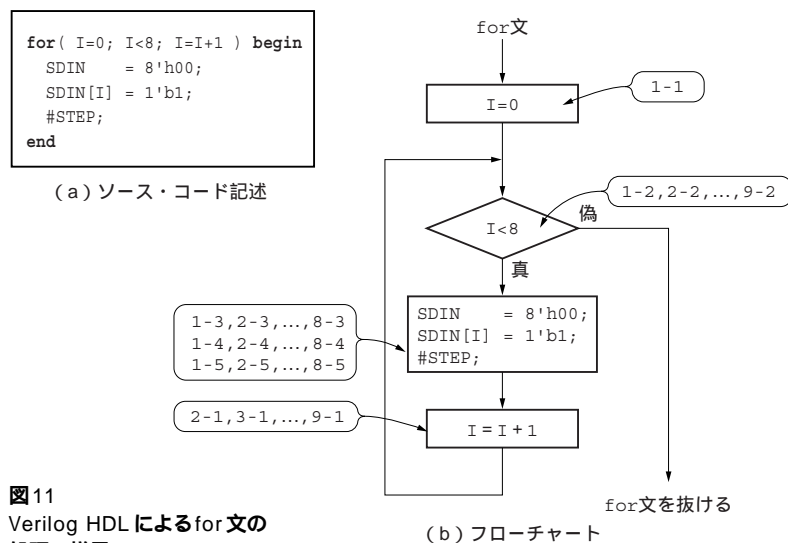 for( I=0; I<8; I=I+1 ) begin
SDIN = 8'h00;
SDIN[I] = 1'b1;
#STEP;
end
(a)ソース・コード記述
for文
I=0
1-1
I<8
1-2,2-2,...,9-2
偽
真
SDIN = 8'h00;
SDIN[I] = 1'b1;
#STEP;
1-3,2-3,...,8-3
1-4,2-4,...,8-4
1-5,2-5,...,8-5
I=I+1
2-1,3-1,...,9-1
for文を抜ける
(b)フローチャート
図11
Verilog HDLによるfor文の